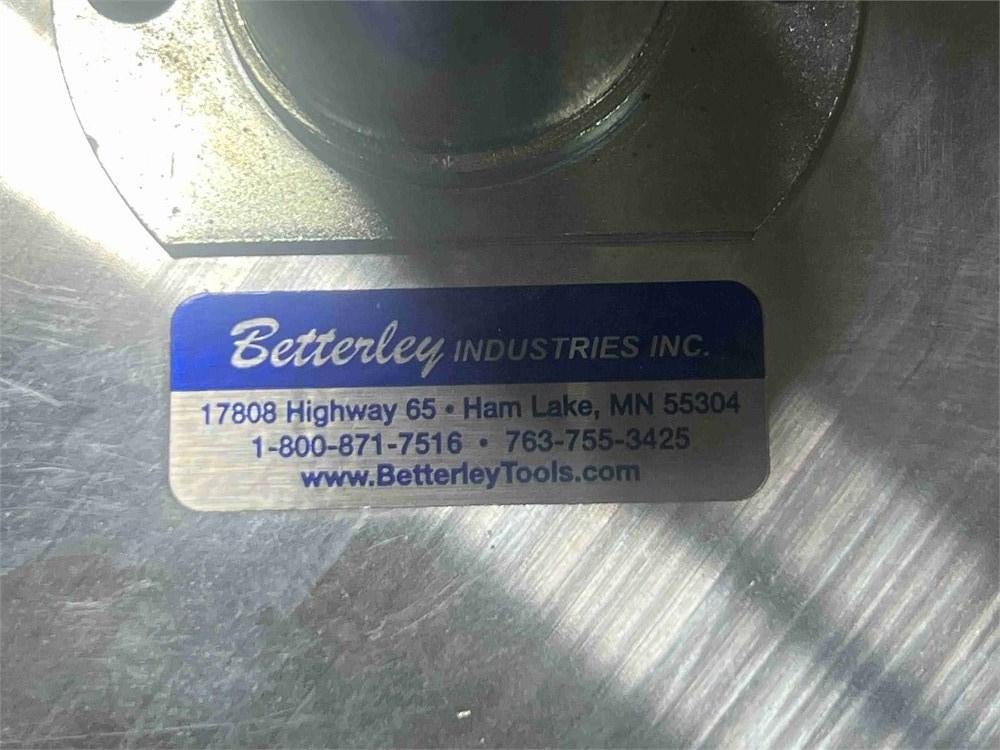 Betterley INDUSTRIES INC.
17808 Highway 65 • Ham Lake, MN 55304
1-800-871-7516 • 763-755-3425
www.BetterleyTools.com